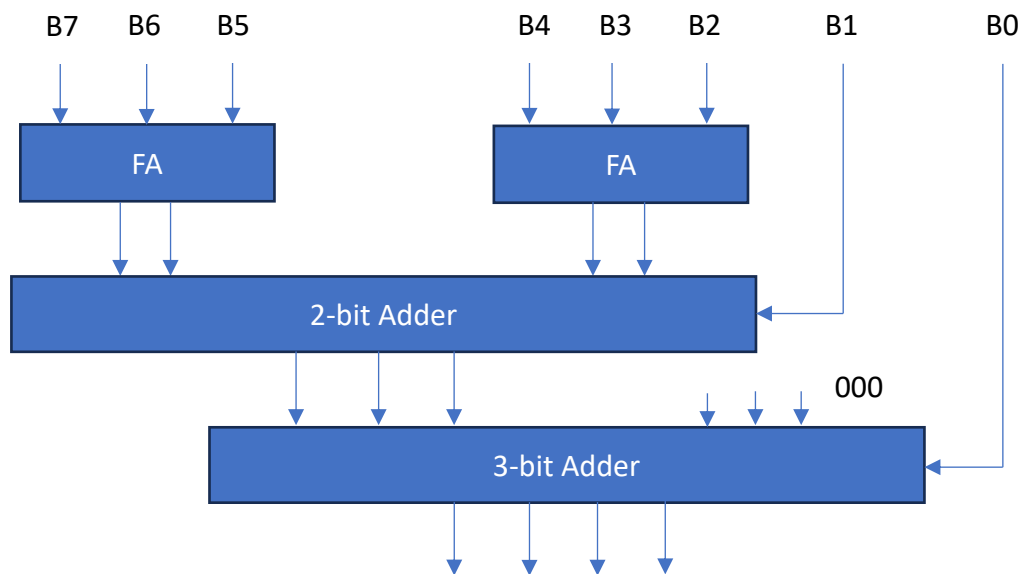 B7 B6 B5 B4 B3 B2 B1 B0
FA FA
2-bit Adder
000
3-bit Adder